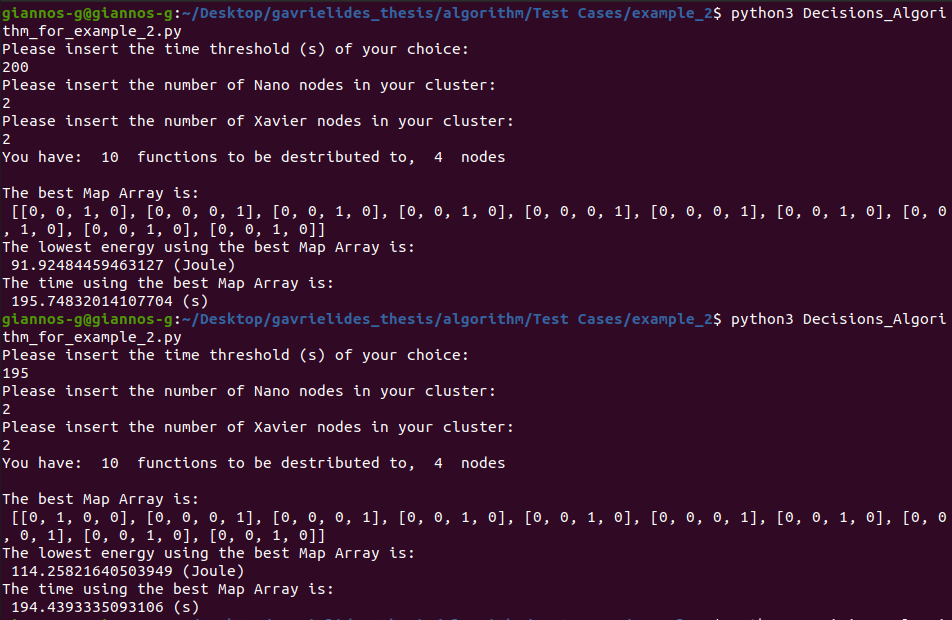 giannos-g@giannos-g:~/Desktop/gavrielides_thesis/algorithm/Test Cases/example_2$ python3 Decisions_Algori
thm_for_example_2.py
Please insert the time threshold (s) of your choice:
200
Please insert the number of Nano nodes in your cluster:
2
Please insert the number of Xavier nodes in your cluster:
2
You have:  10  functions to be destributed to,  4  nodes
The best Map Array is:
 [[0, 0, 1, 0], [0, 0, 0, 1], [0, 0, 1, 0], [0, 0, 1, 0], [0, 0, 0, 1], [0, 0, 0, 1], [0, 0, 1, 0], [0, 0
, 1, 0], [0, 0, 1, 0], [0, 0, 1, 0]]
The lowest energy using the best Map Array is:
 91.92484459463127 (Joule)
The time using the best Map Array is:
 195.74832014107704 (s)
giannos-g@giannos-g:~/Desktop/gavrielides_thesis/algorithm/Test Cases/example_2$ python3 Decisions_Algori
thm_for_example_2.py
Please insert the time threshold (s) of your choice:
195
Please insert the number of Nano nodes in your cluster:
2
Please insert the number of Xavier nodes in your cluster:
2
You have:  10  functions to be destributed to,  4  nodes
The best Map Array is:
 [[0, 1, 0, 0], [0, 0, 0, 1], [0, 0, 0, 1], [0, 0, 1, 0], [0, 0, 1, 0], [0, 0, 0, 1], [0, 0, 1, 0], [0, 0
, 0, 1], [0, 0, 1, 0], [0, 0, 1, 0]]
The lowest energy using the best Map Array is:
 114.25821640503949 (Joule)
The time using the best Map Array is:
 194.4393335093106 (s)